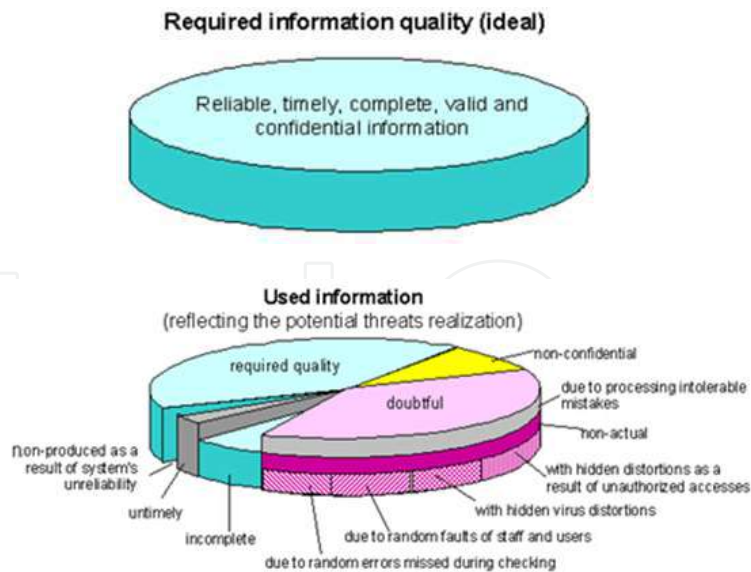 Required information quality (ideal)
Reliable, timely, complete, valid and
confidential information
Used information
(reflecting the potential threats realization)
required quality
non-confidential
doubtful
due to processing intolerable
mistakes
non-actual
with hidden distortions as a
result of unauthorized accesses
with hidden virus distortions
due to random faults of staff and users
due to random errors missed during checking
incomplete
untimely
Non-produced as a
result of system's
unreliability